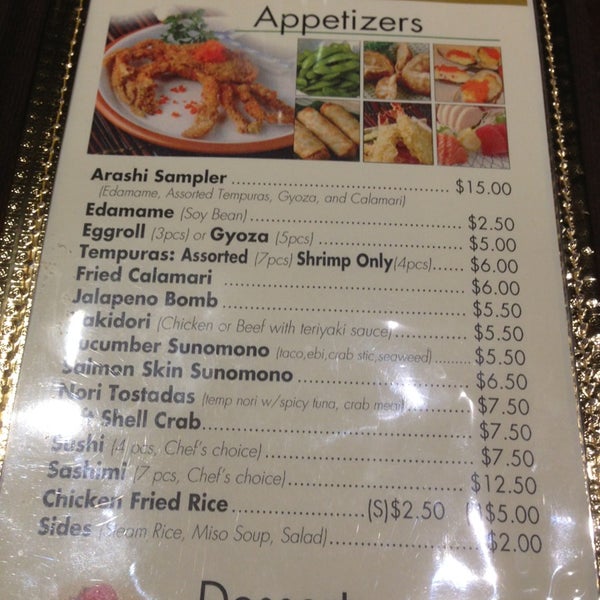 Appetizers
Arashi Sampler $15.00
(Edamame, Assorted Tempuras, Gyoza, and Calamari)
Edamame (Soy Bean) $2.50
Eggroll (3pcs) or Gyoza (5pcs) $5.00
Tempuras: Assorted (7pcs) Shrimp Only(4pcs) $6.00
Fried Calamari $6.00
Jalapeno Bomb $5.50
Yakidori (Chicken or Beef with teriyaki sauce) $5.50
Cucumber Sunomono (taco,ebi,crab stic,seaweed) $5.50
Salmon Skin Sunomono $6.50
Nori Tostadas (temp nori w/spicy tuna, crab meat) $7.50
Soft Shell Crab $7.50
Sushi (4 pcs, Chef's choice) $7.50
Sashimi (7 pcs, Chef's choice) $12.50
Chicken Fried Rice (S)$2.50 $5.00
Sides (Steam Rice, Miso Soup, Salad) $2.00